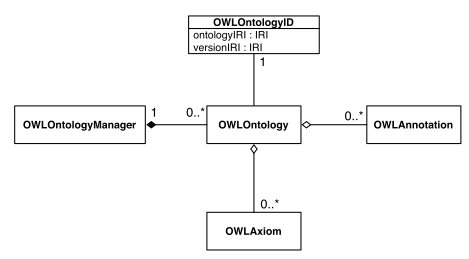 OWLOntologyID
ontologyIRI : IRI
versionIRI : IRI
1
OWLOntologyManager
1
0..*
OWLOntology
0..*
OWLAnnotation
0..*
OWLAxiom